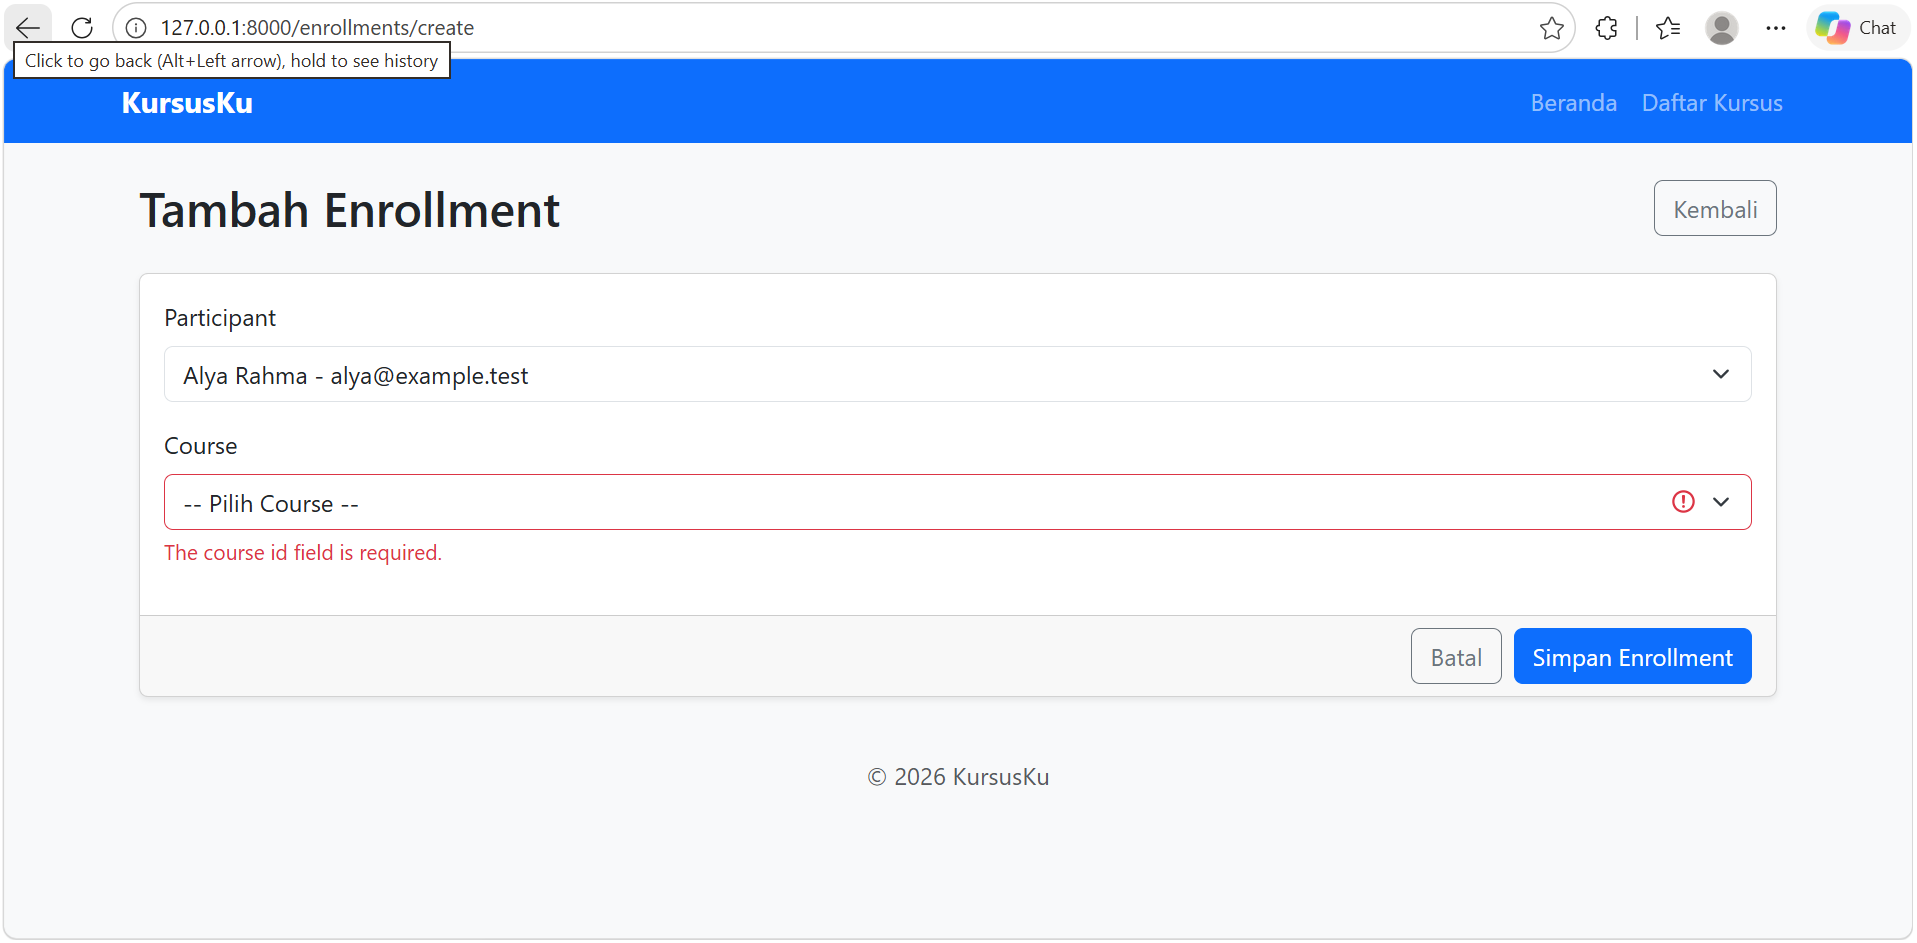 127.0.0.1:8000/enrollments/create
Chat
Click to go back (Alt+Left arrow), hold to see history
KursusKu
Beranda
Daftar Kursus
Tambah Enrollment
Kembali
Participant
Alya Rahma - alya@example.test
Course
-- Pilih Course --
The course id field is required.
Batal
Simpan Enrollment
© 2026 KursusKu